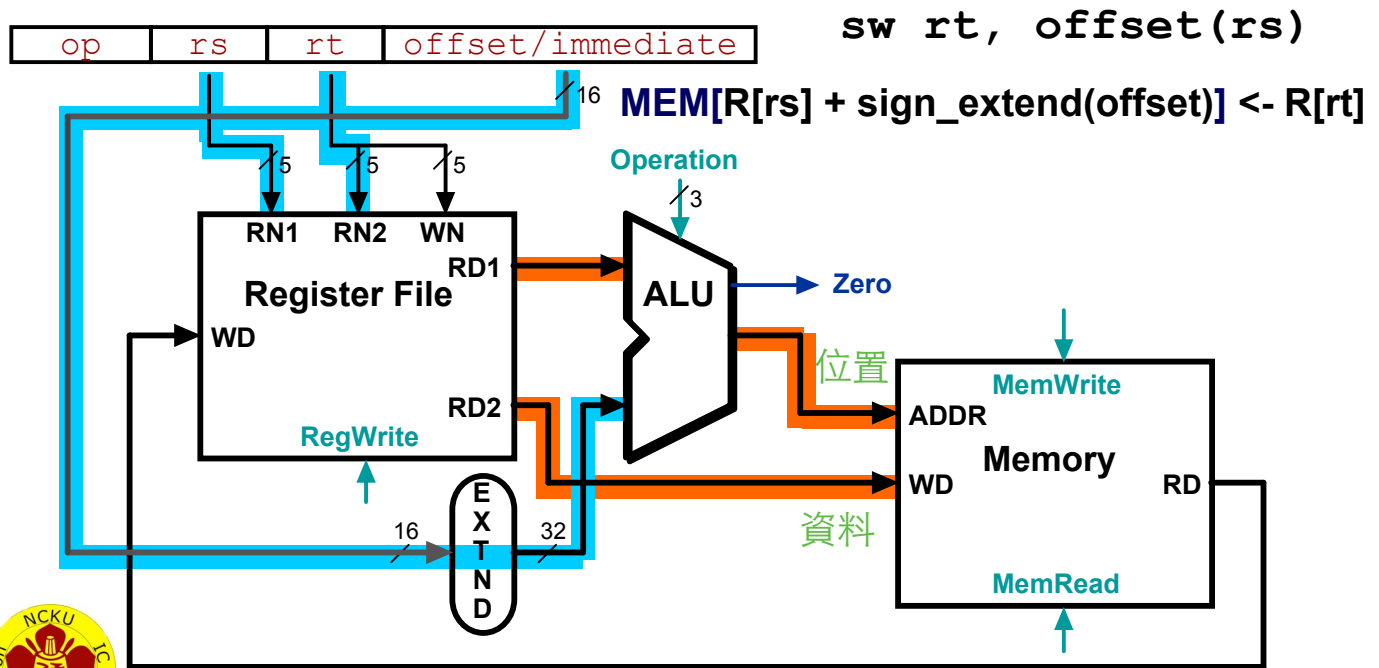 sw rt, offset(rs)
op rs rt offset/immediate
16 MEM[R[rs] + sign_extend(offset)] <- R[rt]
5 5 5
Operation
3
RN1 RN2 WN
RD1
Register File
ALU
Zero
WD
位置
MemWrite
RD2
ADDR
RegWrite
Memory
WD
RD
資料
16
EXTND
32
MemRead
NCKU
IC